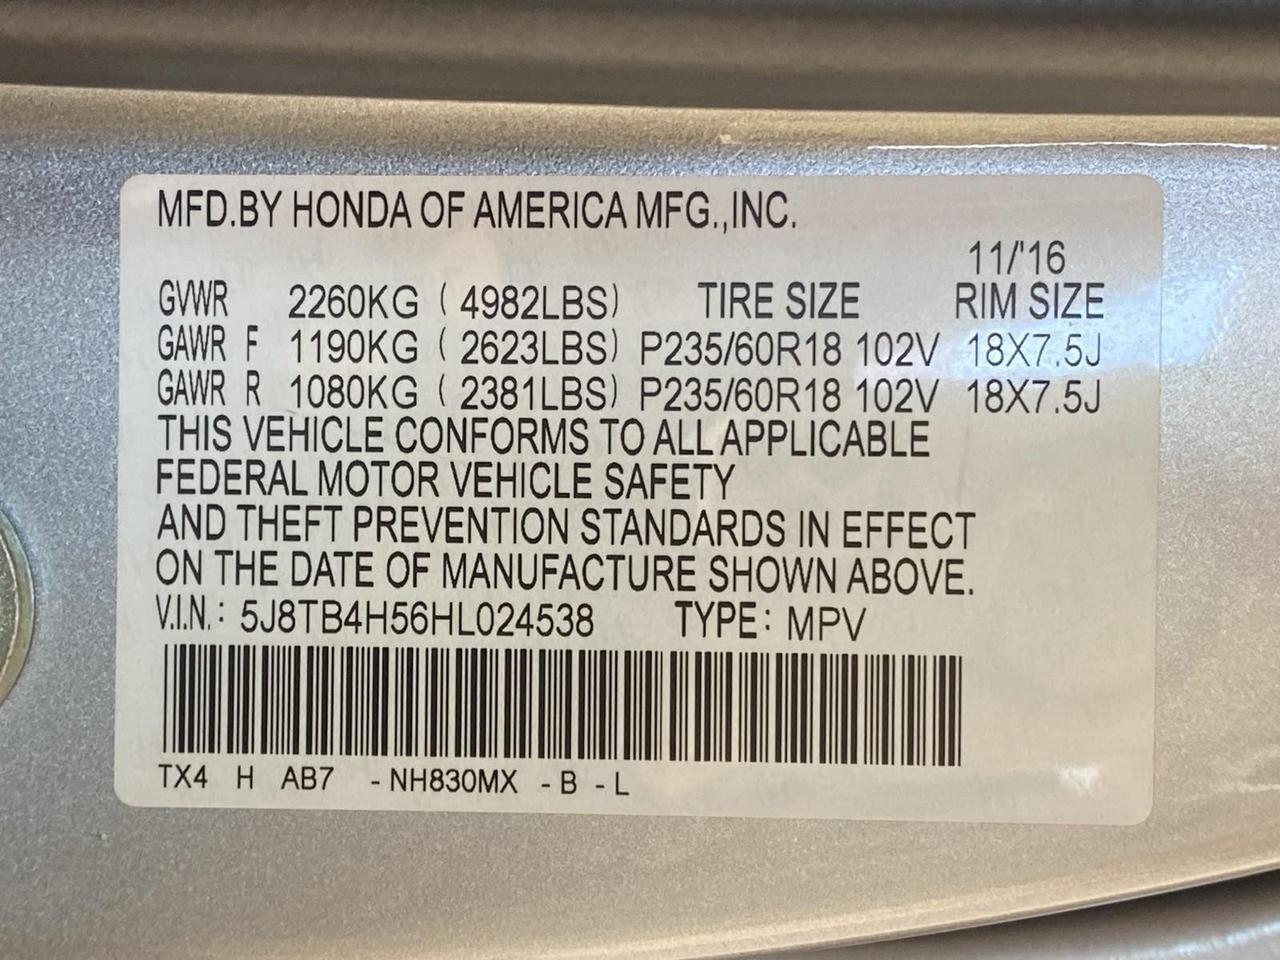 MFD.BY HONDA OF AMERICA MFG.,INC.
11/'16
GVWR 2260KG ( 4982LBS) TIRE SIZE RIM SIZE
GAWR F 1190KG ( 2623LBS) P235/60R18 102V 18X7.5J
GAWR R 1080KG ( 2381LBS) P235/60R18 102V 18X7.5J
THIS VEHICLE CONFORMS TO ALL APPLICABLE
FEDERAL MOTOR VEHICLE SAFETY
AND THEFT PREVENTION STANDARDS IN EFFECT
ON THE DATE OF MANUFACTURE SHOWN ABOVE.
V.I.N.: 5J8TB4H56HL024538 TYPE: MPV
TX4 H AB7 -NH830MX -B -L